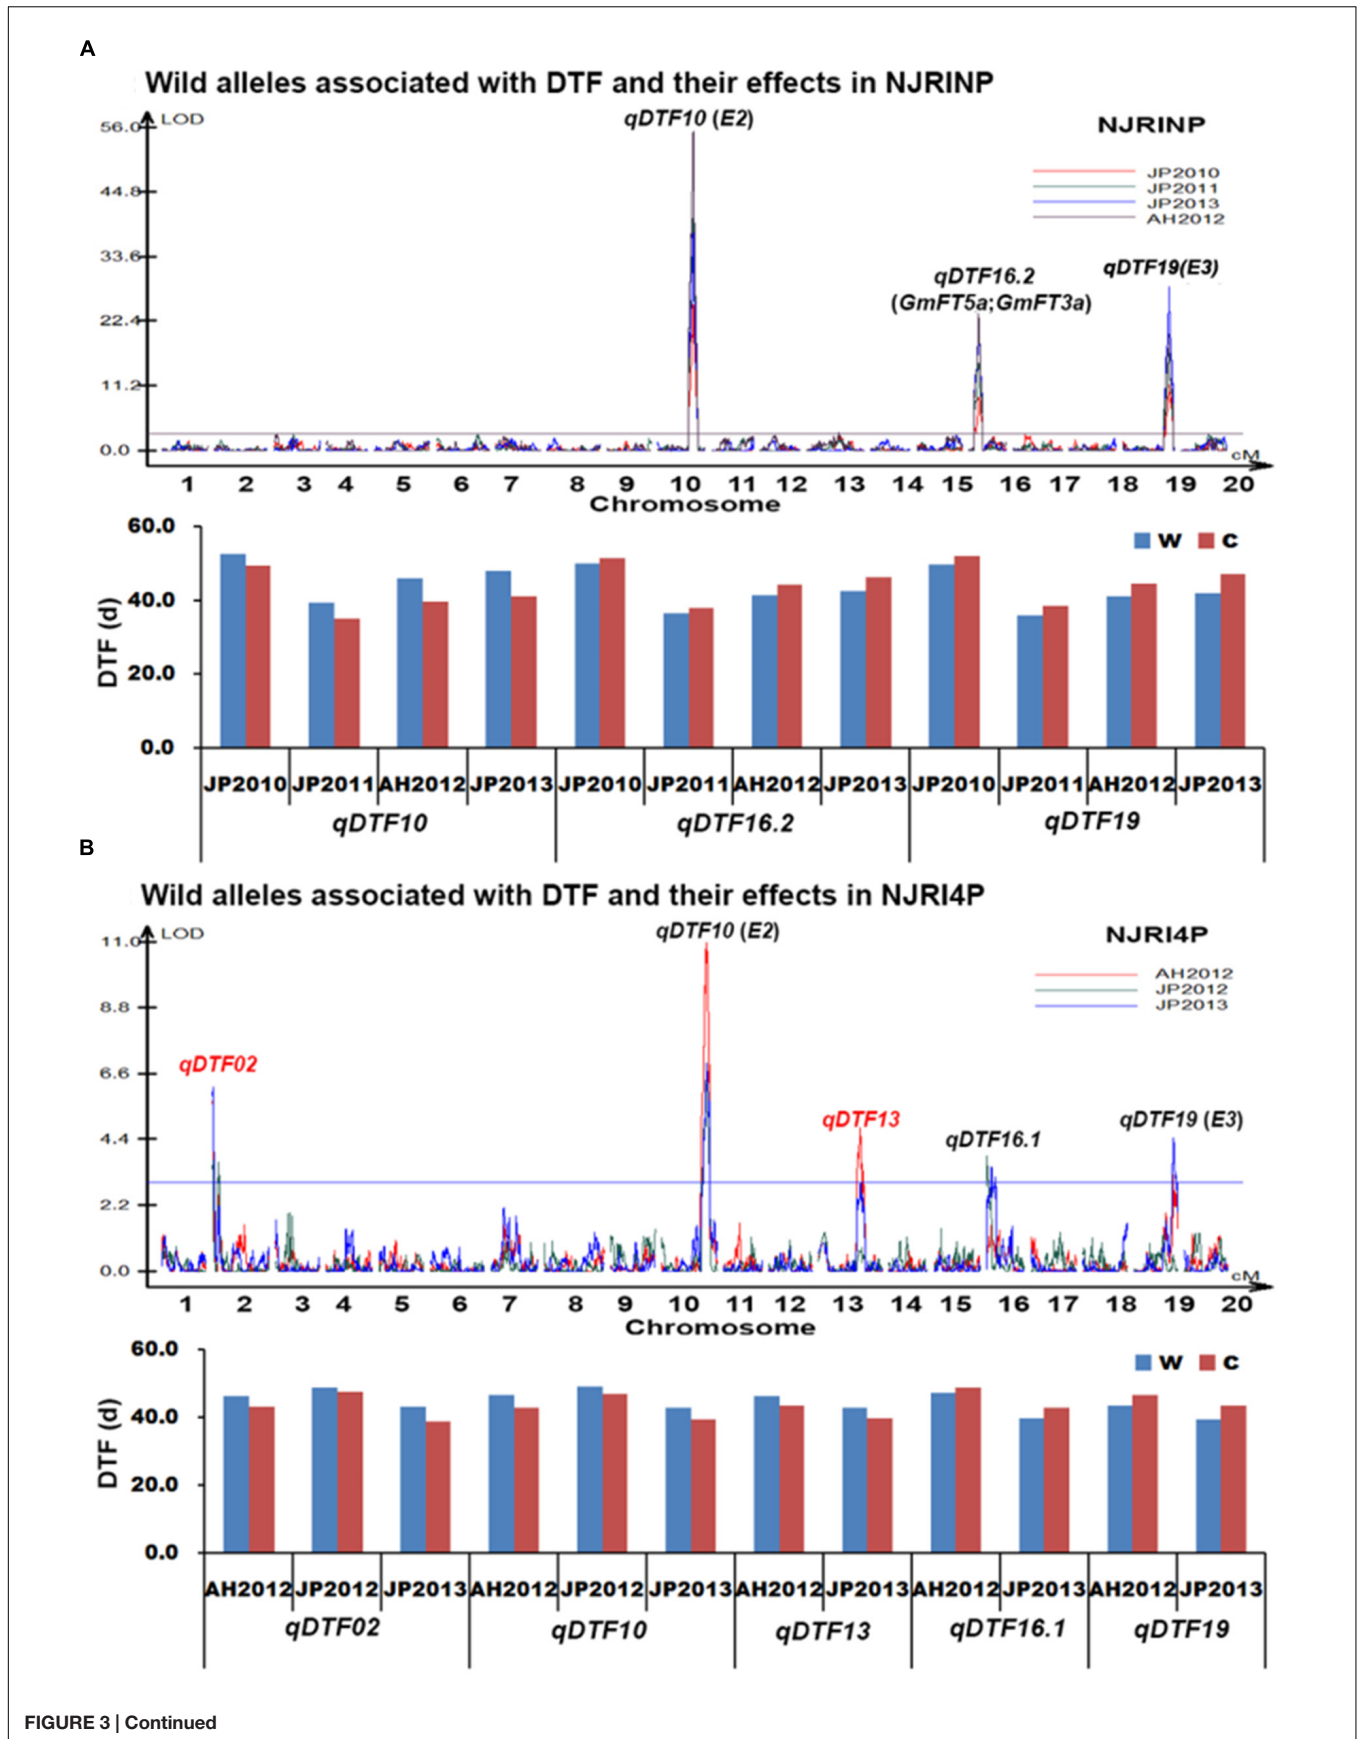 A
Wild alleles associated with DTF and their effects in NJRINP
LOD
qDTF10 (E2)
NJRINP
56.0
44.8
33.6
22.4
11.2
0.0
JP2010
JP2011
JP2013
AH2012
qDTF16.2
(GmFT5a;GmFT3a)
qDTF19(E3)
cM
1 2 3 4 5 6 7 8 9 10 11 12 13 14 15 16 17 18 19 20
Chromosome
60.0
40.0
20.0
0.0
DTF (d)
W C
JP2010 JP2011 AH2012 JP2013 JP2010 JP2011 AH2012 JP2013 JP2010 JP2011 AH2012 JP2013
qDTF10 qDTF16.2 qDTF19
B
Wild alleles associated with DTF and their effects in NJRI4P
LOD
qDTF10 (E2)
NJRI4P
11.0
8.8
6.6
4.4
2.2
0.0
AH2012
JP2012
JP2013
qDTF02
qDTF13
qDTF16.1
qDTF19 (E3)
cM
1 2 3 4 5 6 7 8 9 10 11 12 13 14 15 16 17 18 19 20
Chromosome
60.0
40.0
20.0
0.0
DTF (d)
W C
AH2012 JP2012 JP2013 AH2012 JP2012 JP2013 AH2012 JP2013 AH2012 JP2013 AH2012 JP2013
qDTF02 qDTF10 qDTF13 qDTF16.1 qDTF19
FIGURE 3 | Continued